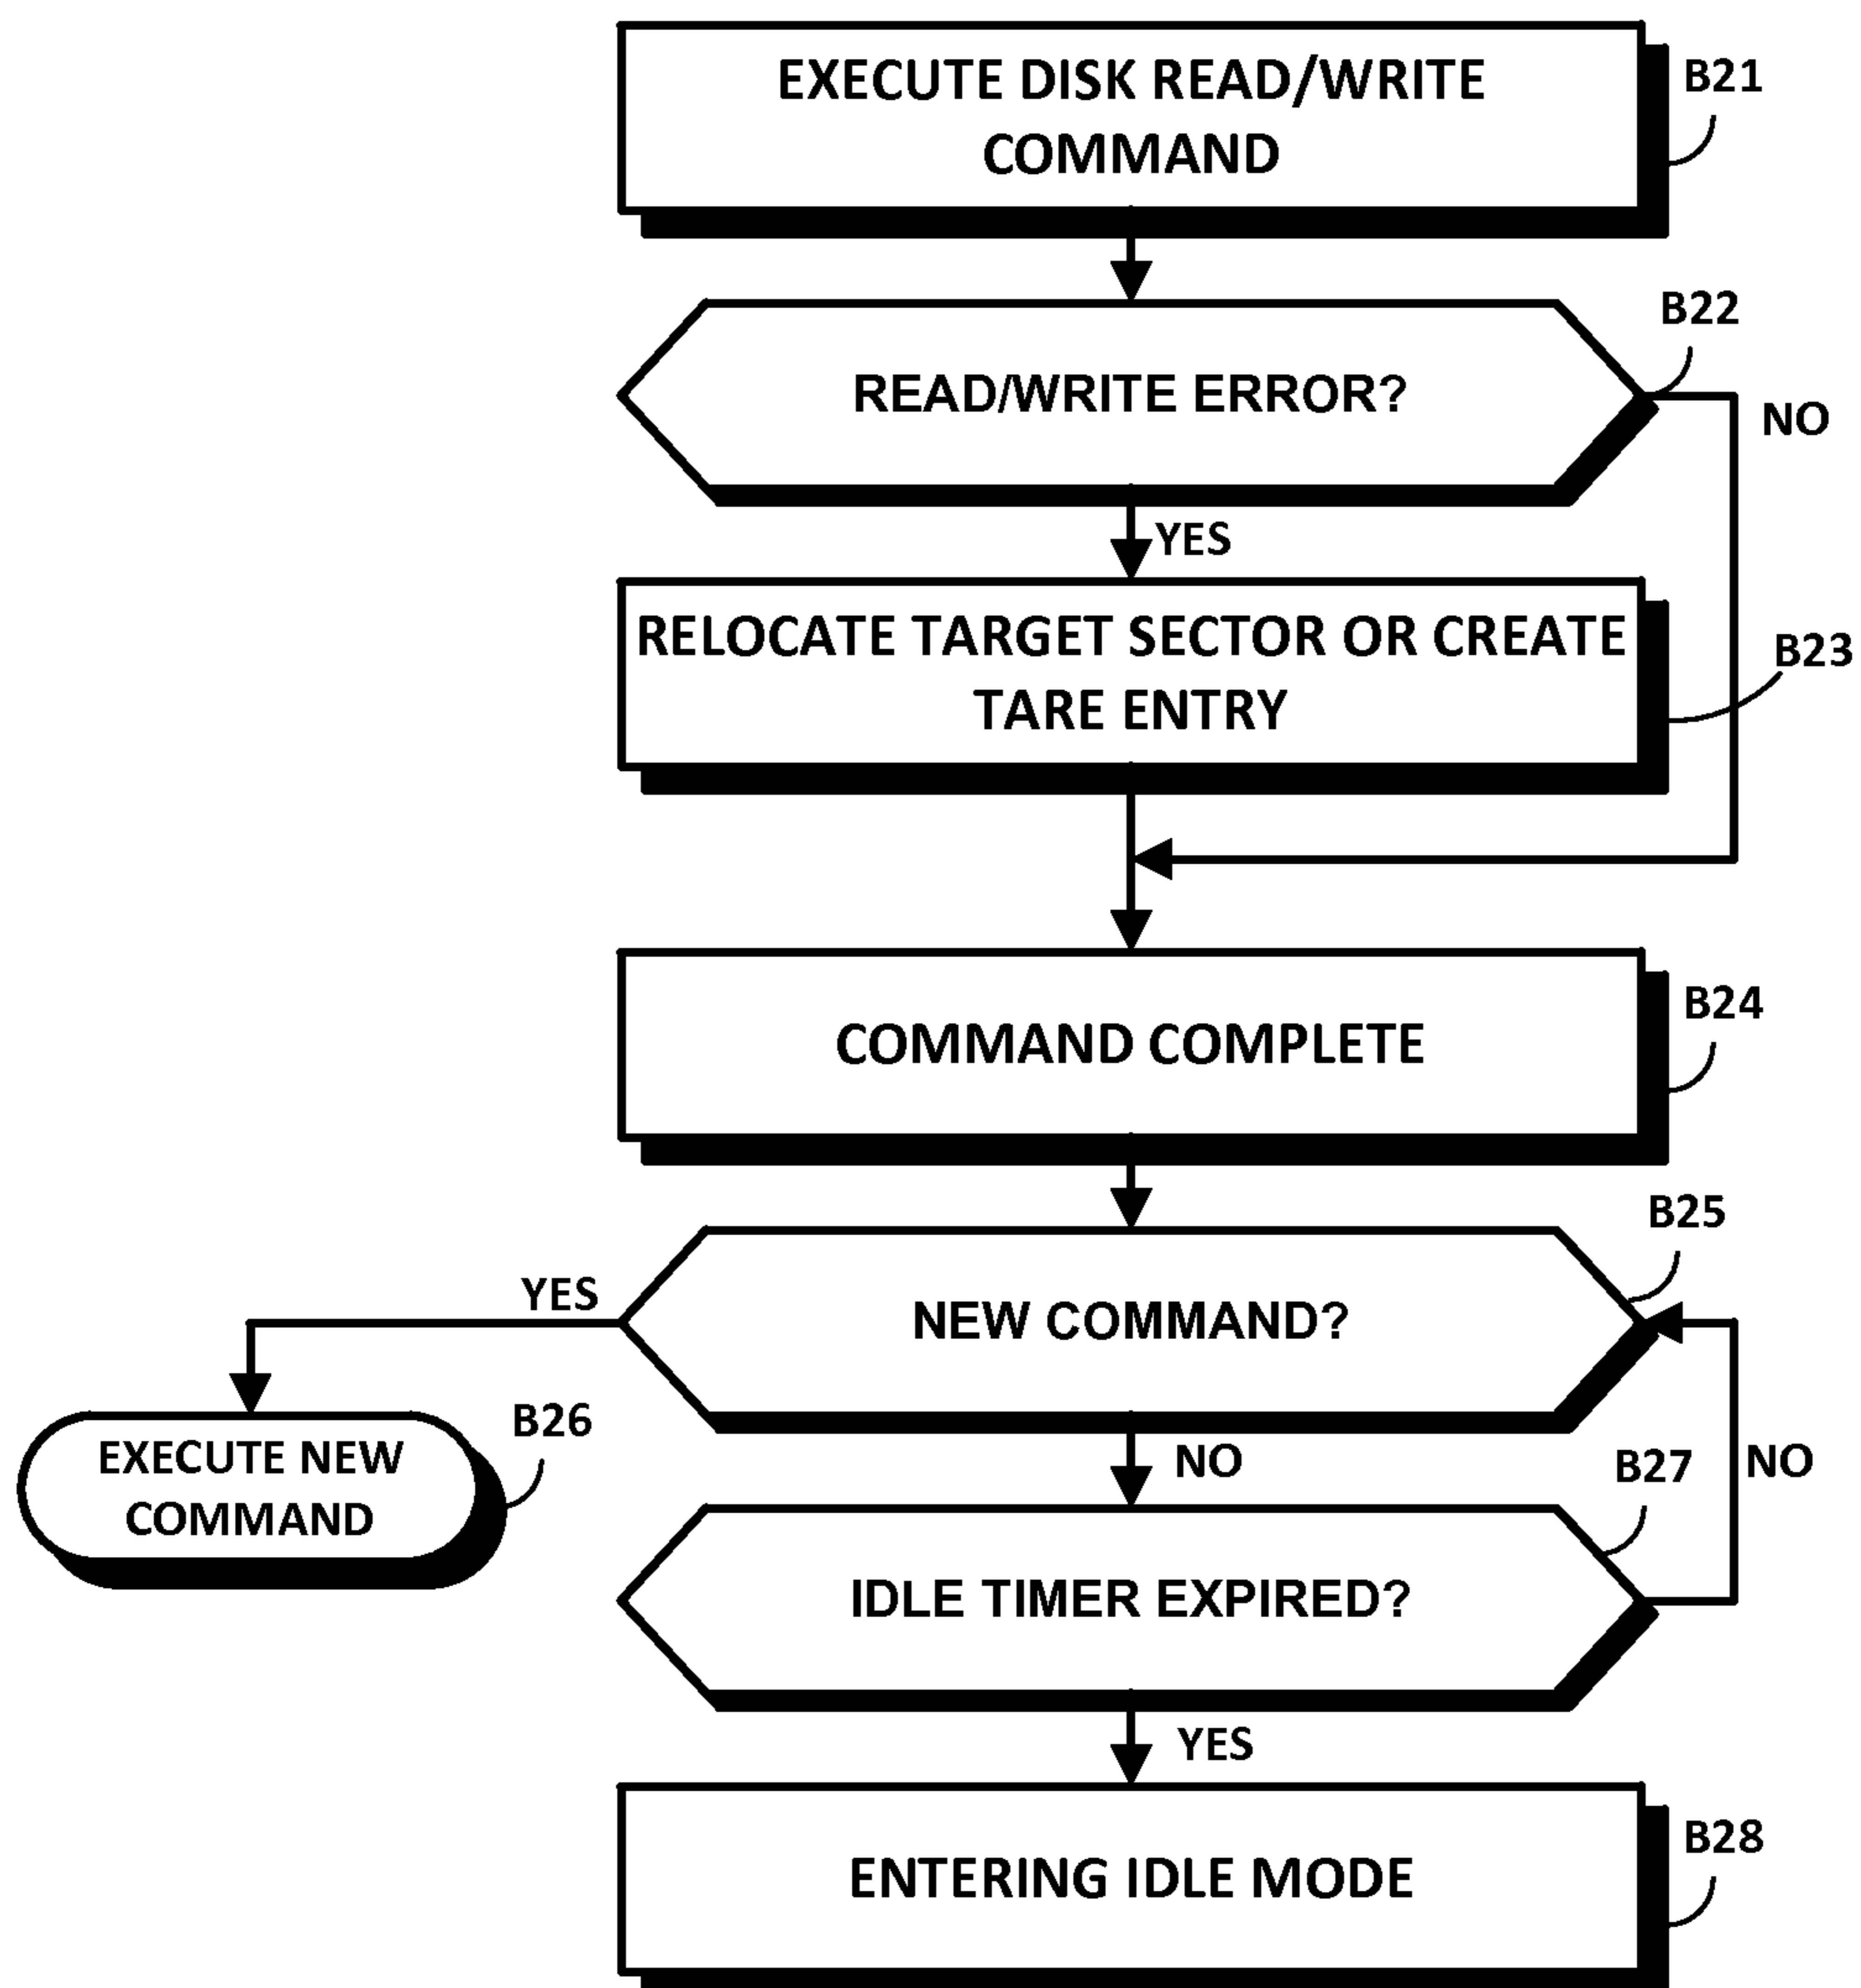 EXECUTE DISK READ/WRITE
COMMAND
B21
READ/WRITE ERROR?
B22
NO
YES
RELOCATE TARGET SECTOR OR CREATE
TARE ENTRY
B23
COMMAND COMPLETE
B24
NEW COMMAND?
B25
YES
EXECUTE NEW
COMMAND
B26
NO
IDLE TIMER EXPIRED?
B27
NO
YES
ENTERING IDLE MODE
B28